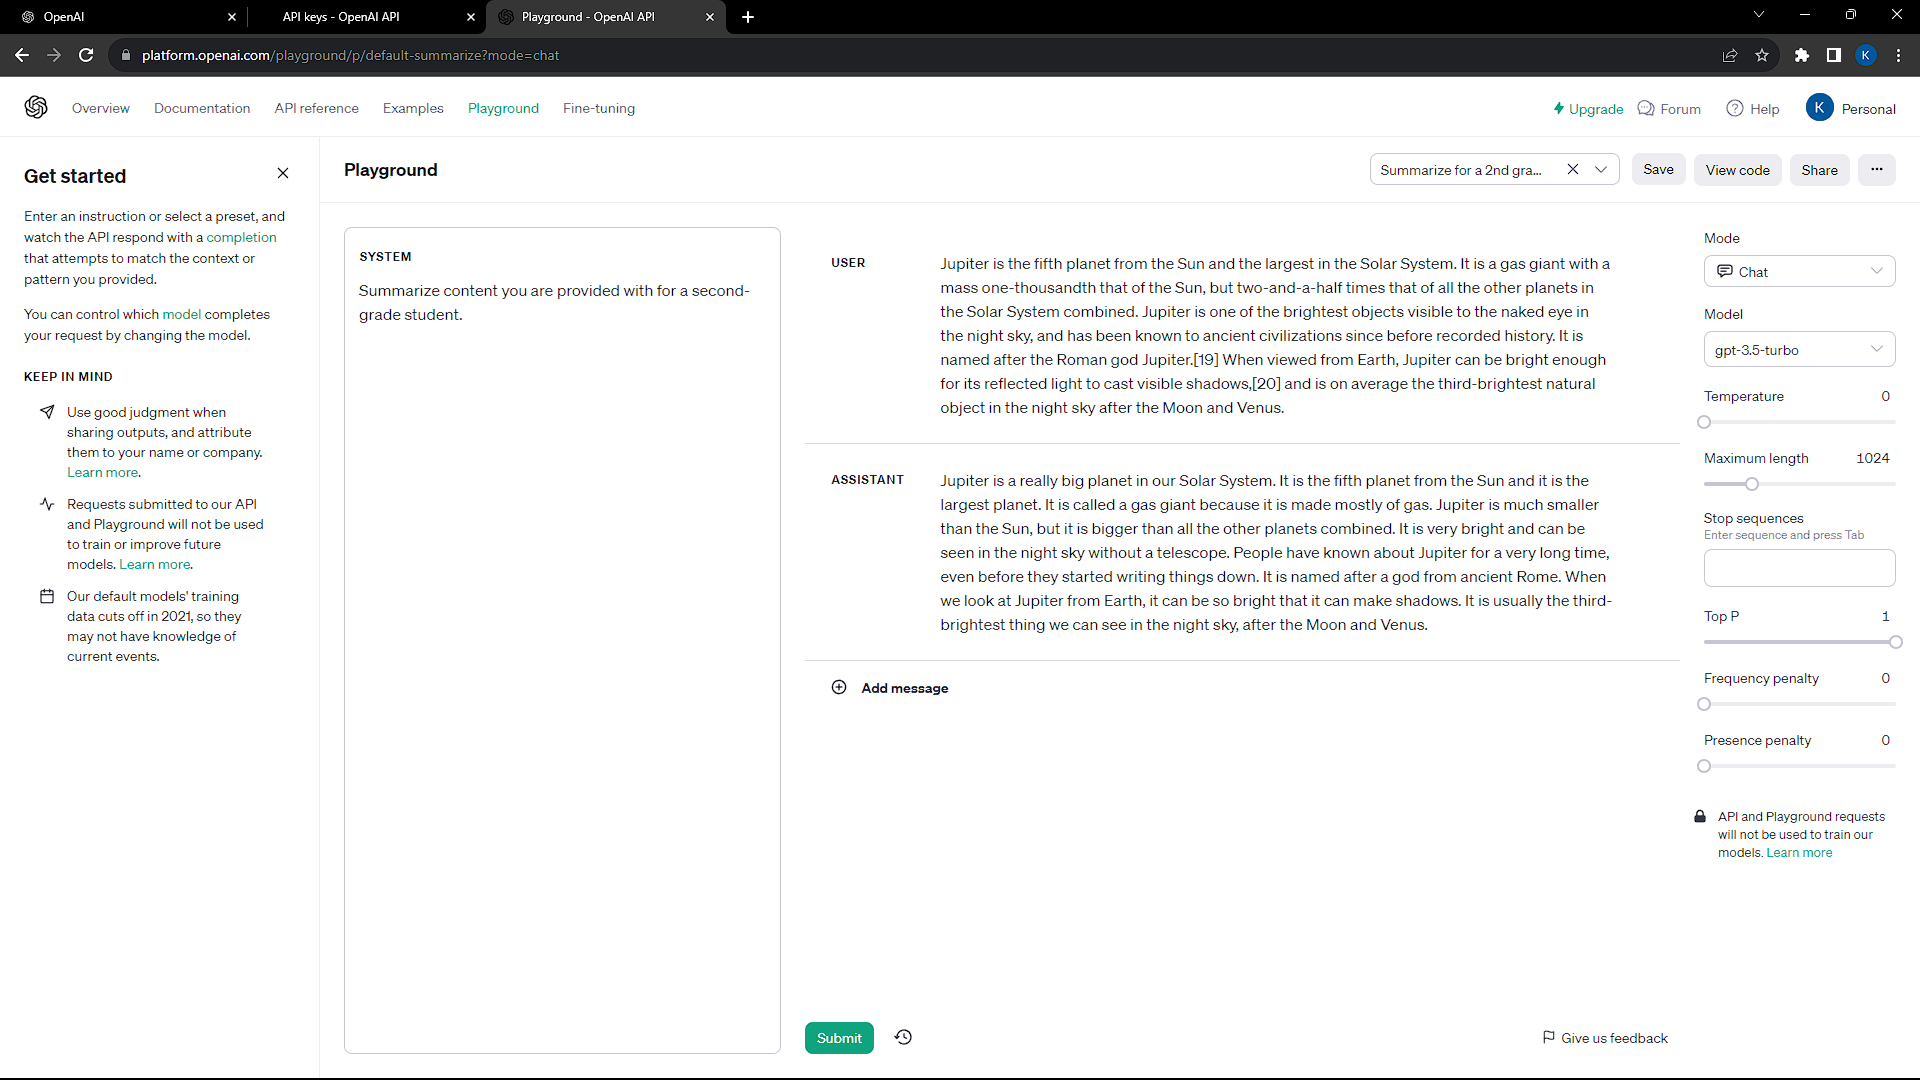 OpenAI
API keys - OpenAI API
Playground - OpenAI API
platform.openai.com/playground/p/default-summarize?mode=chat
K
Overview
Documentation
API reference
Examples
Playground
Fine-tuning
Upgrade
Forum
Help
K
Personal
Get started
Enter an instruction or select a preset, and
watch the API respond with a completion
that attempts to match the context or
pattern you provided.
You can control which model completes
your request by changing the model.
KEEP IN MIND
Use good judgment when
sharing outputs, and attribute
them to your name or company.
Learn more.
Requests submitted to our API
and Playground will not be used
to train or improve future
models. Learn more.
Our default models' training
data cuts off in 2021, so they
may not have knowledge of
current events.
Playground
Summarize for a 2nd gra...
Save
View code
Share
...
SYSTEM
Summarize content you are provided with for a second-
grade student.
USER
Jupiter is the fifth planet from the Sun and the largest in the Solar System. It is a gas giant with a
mass one-thousandth that of the Sun, but two-and-a-half times that of all the other planets in
the Solar System combined. Jupiter is one of the brightest objects visible to the naked eye in
the night sky, and has been known to ancient civilizations since before recorded history. It is
named after the Roman god Jupiter.[19] When viewed from Earth, Jupiter can be bright enough
for its reflected light to cast visible shadows,[20] and is on average the third-brightest natural
object in the night sky after the Moon and Venus.
ASSISTANT
Jupiter is a really big planet in our Solar System. It is the fifth planet from the Sun and it is the
largest planet. It is called a gas giant because it is made mostly of gas. Jupiter is much smaller
than the Sun, but it is bigger than all the other planets combined. It is very bright and can be
seen in the night sky without a telescope. People have known about Jupiter for a very long time,
even before they started writing things down. It is named after a god from ancient Rome. When
we look at Jupiter from Earth, it can be so bright that it can make shadows. It is usually the third-
brightest thing we can see in the night sky, after the Moon and Venus.
Add message
Submit
Give us feedback
Mode
Chat
Model
gpt-3.5-turbo
Temperature 0
Maximum length 1024
Stop sequences
Enter sequence and press Tab
Top P 1
Frequency penalty 0
Presence penalty 0
API and Playground requests
will not be used to train our
models. Learn more